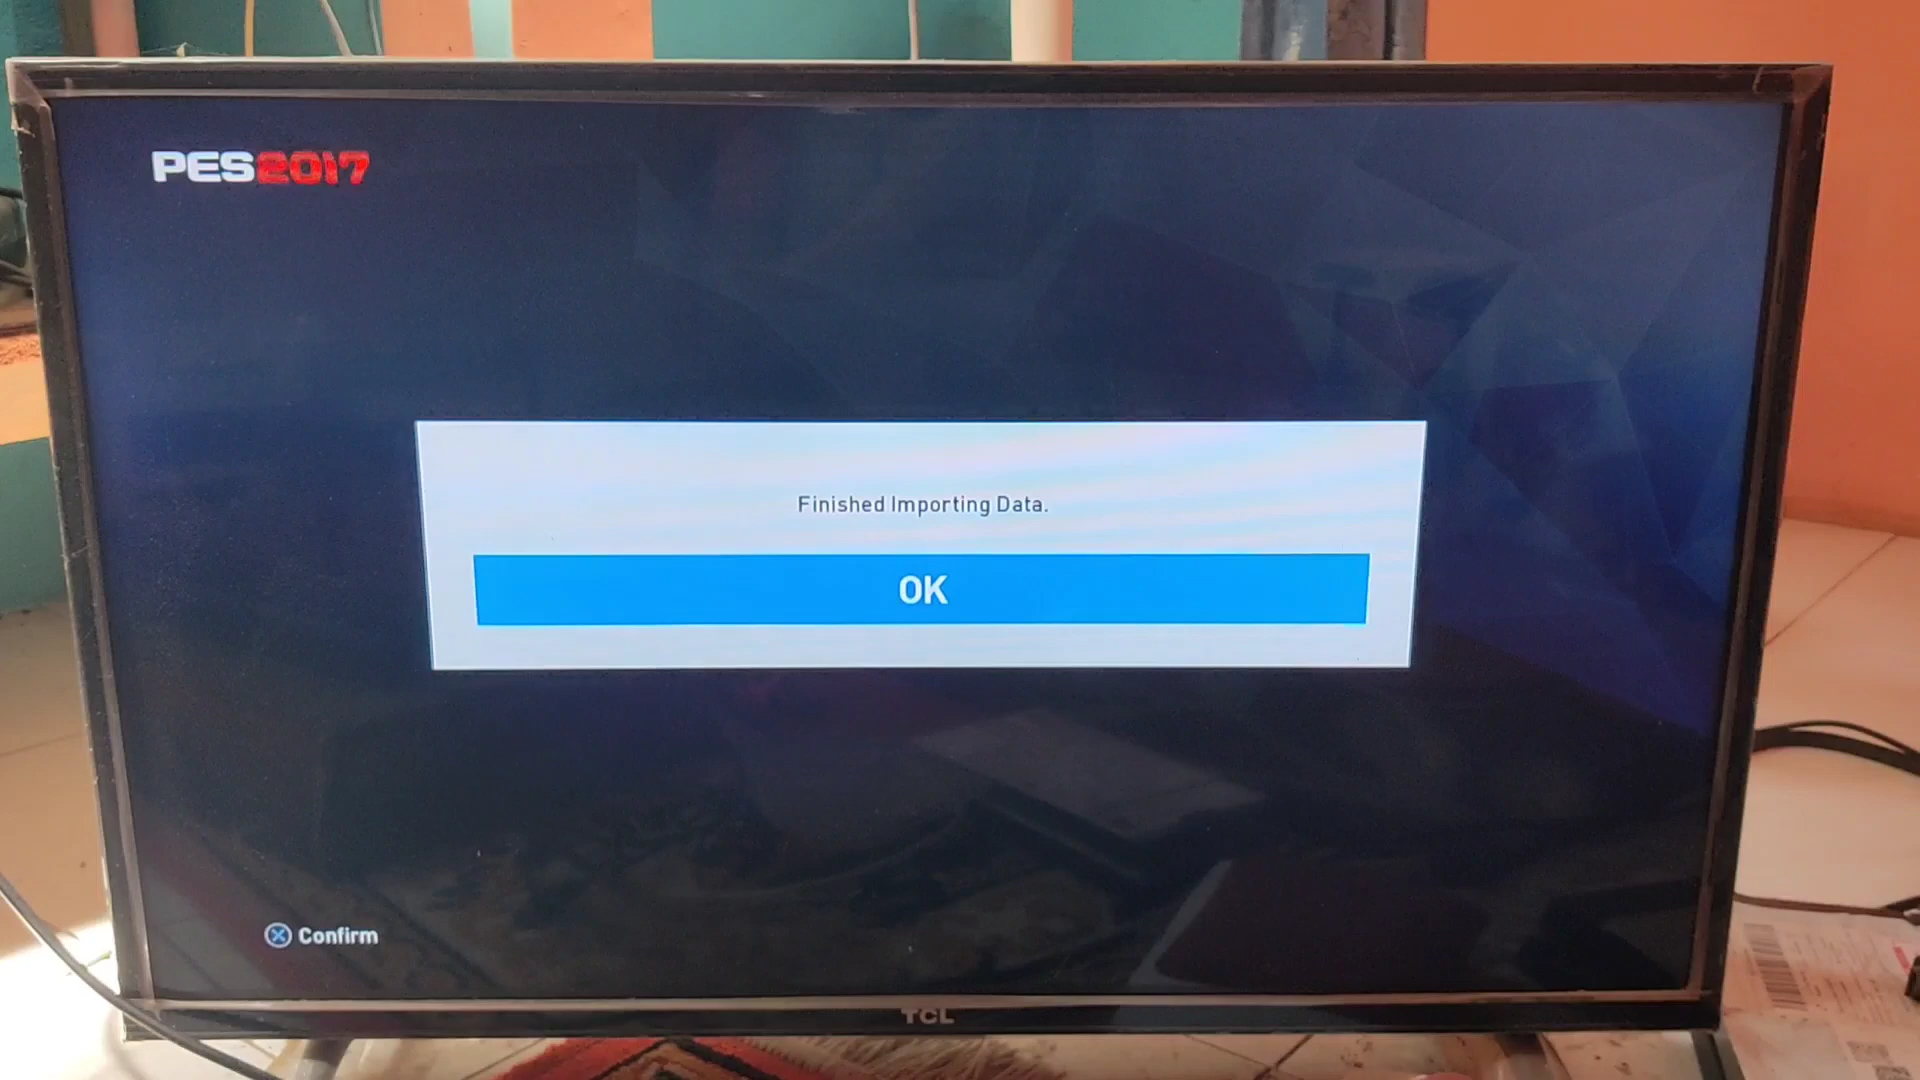 PES2017
Finished Importing Data.
OK
Confirm
TCL